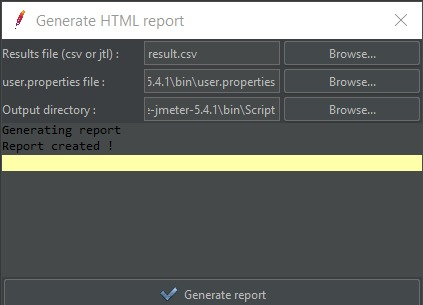 Generate HTML report
Results file (csv or jtl) : result.csv Browse...
user.properties file : 5.4.1\bin\user.properties Browse...
Output directory : e-jmeter-5.4.1\bin\Script Browse...
Generating report
Report created !
Generate report